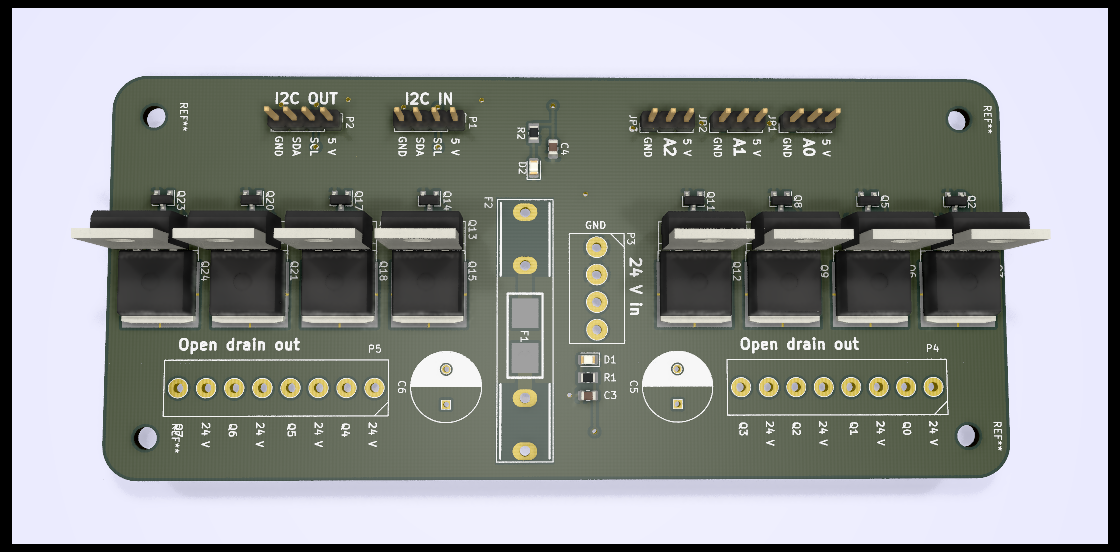 I2C OUT
I2C IN
REF**
P2
P1
GND
SDA
SCL
5 V
GND
SDA
SCL
5 V
R2
C4
D2
JP3
JP2
JP1
GND
A2
5 V
GND
A1
5 V
GND
A0
5 V
REF**
Q23
Q20
Q17
Q14
Q11
Q8
Q5
Q2
F2
Q13
Q24
Q21
Q18
Q15
GND
P3
24 V in
Q12
Q9
Q6
F1
Open drain out
P5
Open drain out
P4
D1
R1
C3
C6
C5
Q7
24 V
Q6
24 V
Q5
24 V
Q4
24 V
REF**
Q3
24 V
Q2
24 V
Q1
24 V
Q0
24 V
REF**